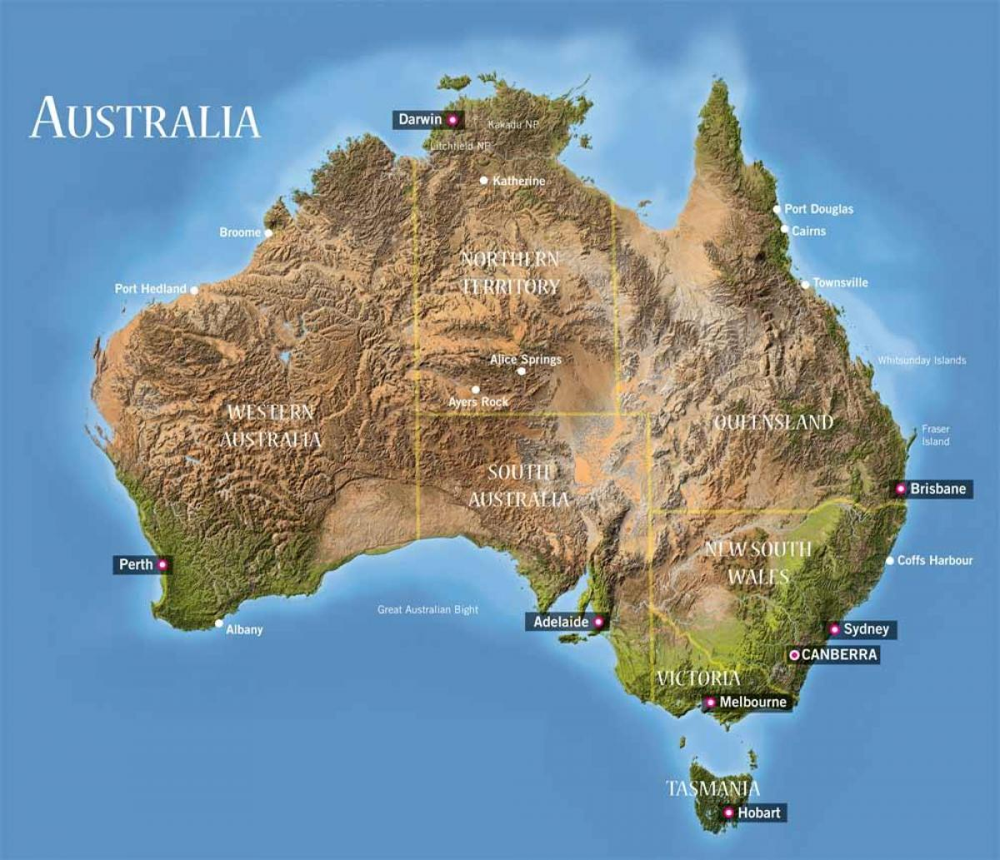 AUSTRALIA
Darwin
Kakadu NP
Litchfield NP
Katherine
Port Douglas
Broome
Cairns
NORTHERN
TERRITORY
Port Hedland
Townsville
Alice Springs
Whitsunday Islands
Ayers Rock
WESTERN
AUSTRALIA
QUEENSLAND
Fraser
Island
SOUTH
AUSTRALIA
Brisbane
NEW SOUTH
WALES
Perth
Coffs Harbour
Great Australian Bight
Adelaide
Albany
Sydney
CANBERRA
VICTORIA
Melbourne
TASMANIA
Hobart